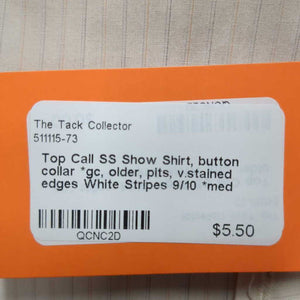 The Tack Collector
511115-73
Top Call SS Show Shirt, button
collar *gc, older, pits, v.stained
edges White Stripes 9/10 *med
QCNC2D
$5.50